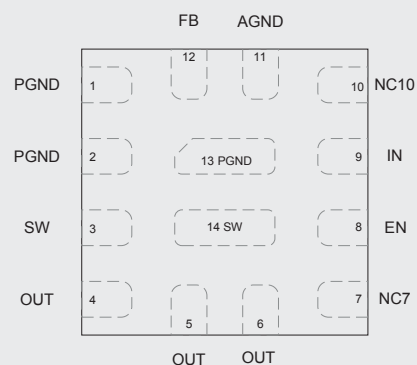 FB AGND
12 11
PGND 1 10 NC10
PGND 2 13 PGND 9 IN
SW 3 14 SW 8 EN
OUT 4 7 NC7
5 6
OUT OUT